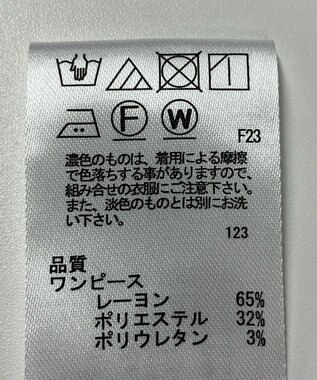 F W
F23
濃色のものは、着用による摩擦
で色落ちする事がありますので、
組み合せの衣服にご注意下さい。
また、淡色のものとは別にお洗
い下さい。
123
品質
ワンピース
レーヨン 65%
ポリエステル 32%
ポリウレタン 3%